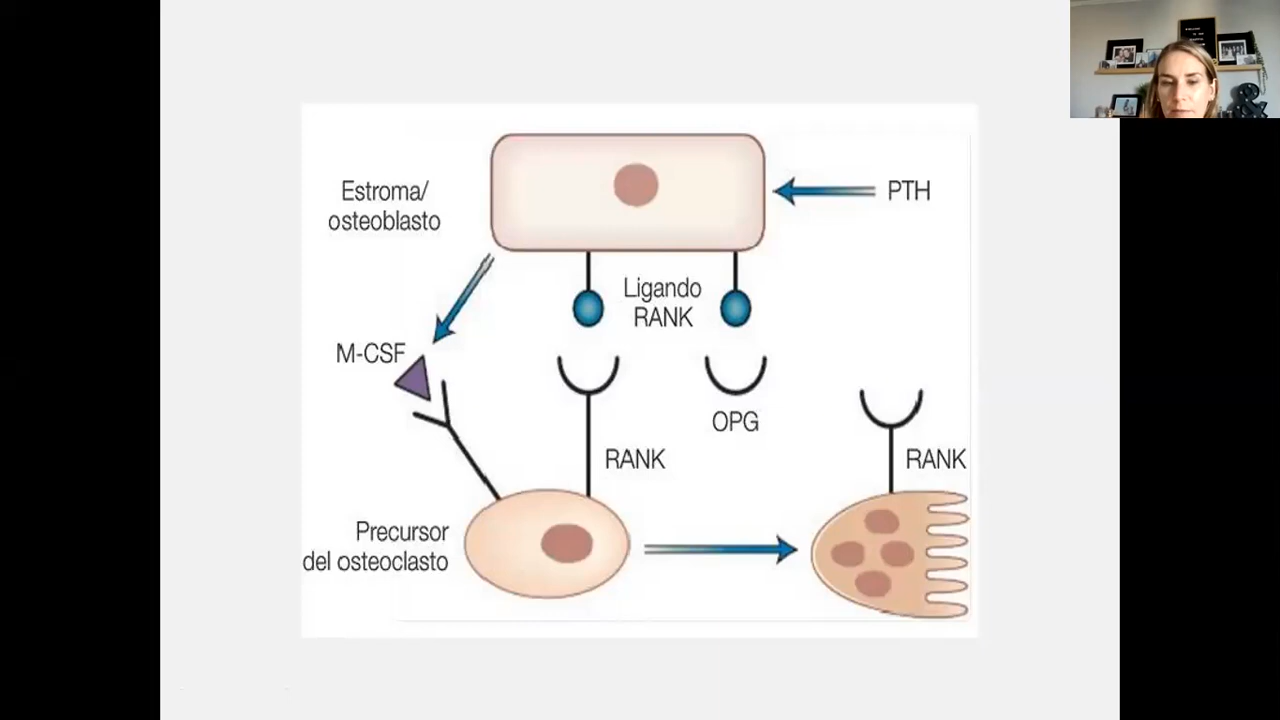 Estroma/
osteoblasto
PTH
Ligando
RANK
M-CSF
OPG
RANK
RANK
Precursor
del osteoclasto